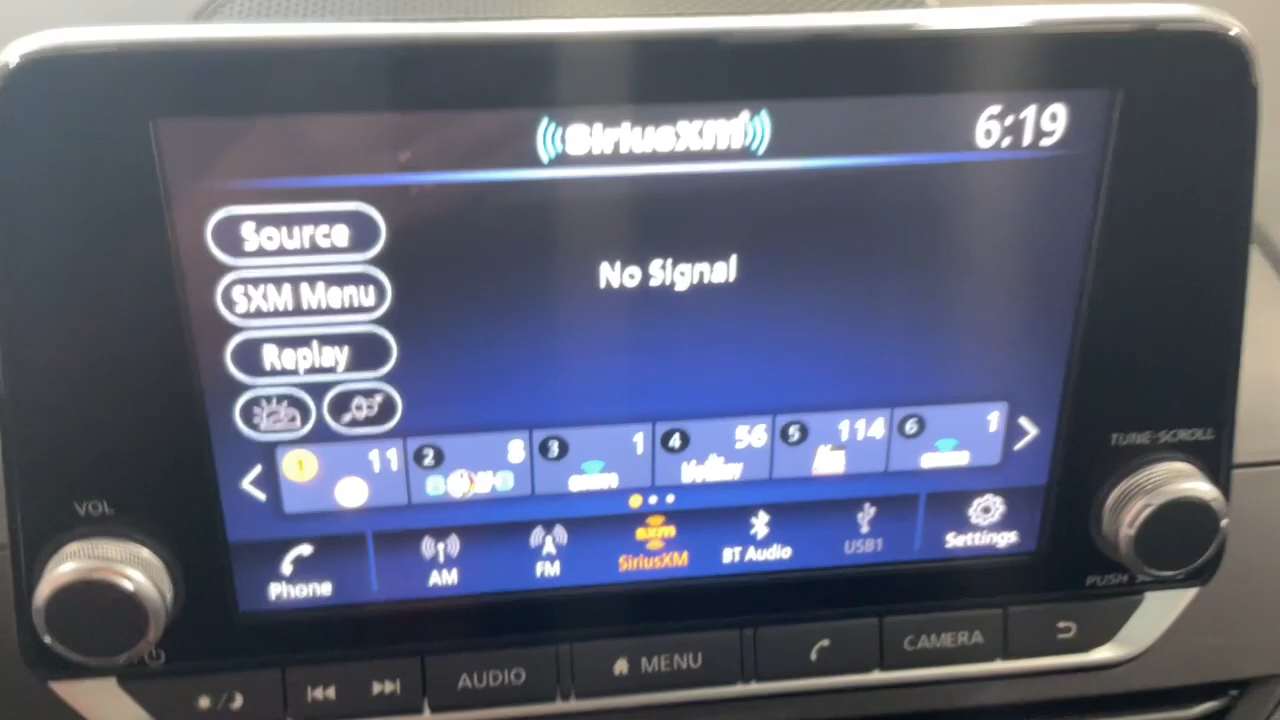 SiriusXM
6:19
Source
No Signal
SXM Menu
Replay
1 11
2 8
3 1
4 56
5 114
6 1
TUNE·SCROLL
VOL
Phone
AM
FM
SXM
SiriusXM
BT Audio
USB1
Settings
PUSH
AUDIO
MENU
CAMERA